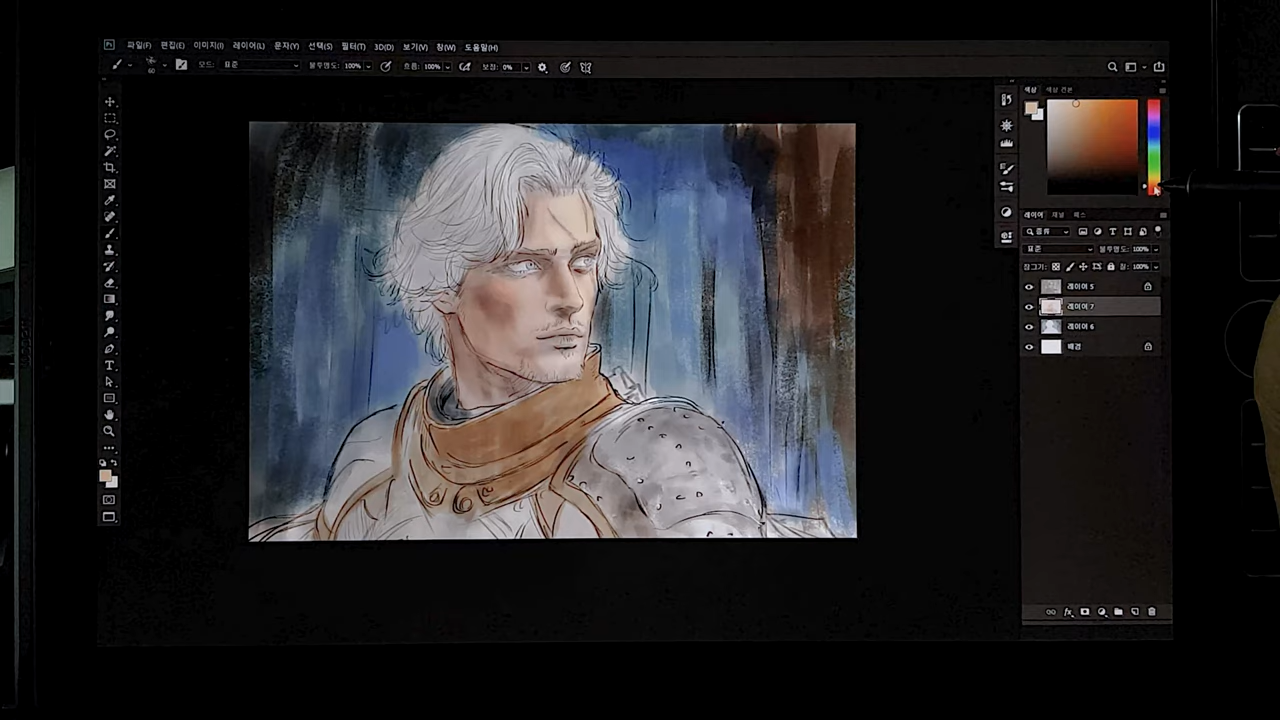 Ps 파일(F) 편집(E) 이미지(I) 레이어(L) 문자(Y) 선택(S) 필터(T) 3D(D) 보기(V) 창(W) 도움말(H)
60 모드: 표준 불투명도: 100% 흐름: 100% 보정: 0%
색상 색상 견본
레이어 채널 패스
종류
표준 불투명도: 100%
잠그기: 칠: 100%
레이어 5
레이어 7
레이어 6
배경
fx